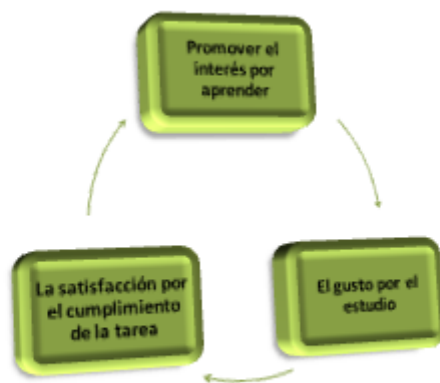 Promover el
interés por
aprender
El gusto por el
estudio
La satisfacción por
el cumplimiento
de la tarea